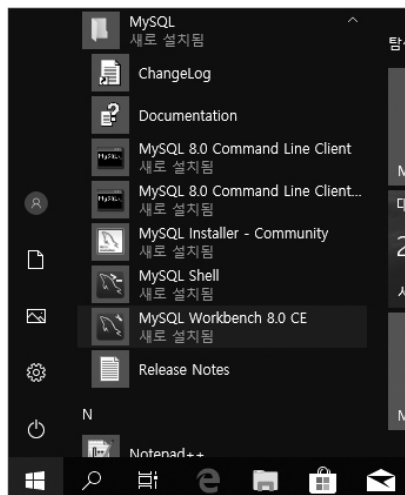 MySQL
새로 설치됨
ChangeLog
Documentation
MySQL 8.0 Command Line Client
새로 설치됨
MySQL 8.0 Command Line Client...
새로 설치됨
MySQL Installer - Community
새로 설치됨
MySQL Shell
새로 설치됨
MySQL Workbench 8.0 CE
새로 설치됨
Release Notes
N
Notepad++